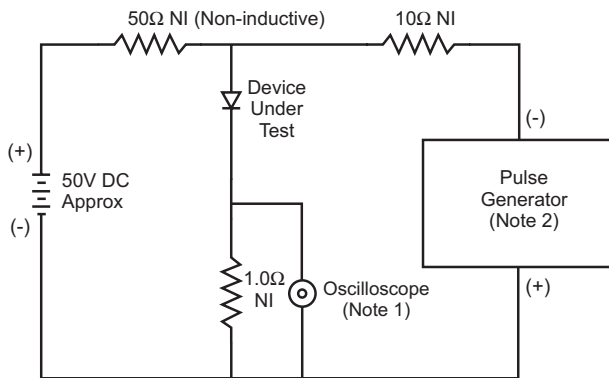 50Ω NI (Non-inductive)
10Ω NI
Device
Under
Test
(+)
50V DC
Approx
(-)
(-)
Pulse
Generator
(Note 2)
(+)
1.0Ω
NI
Oscilloscope
(Note 1)